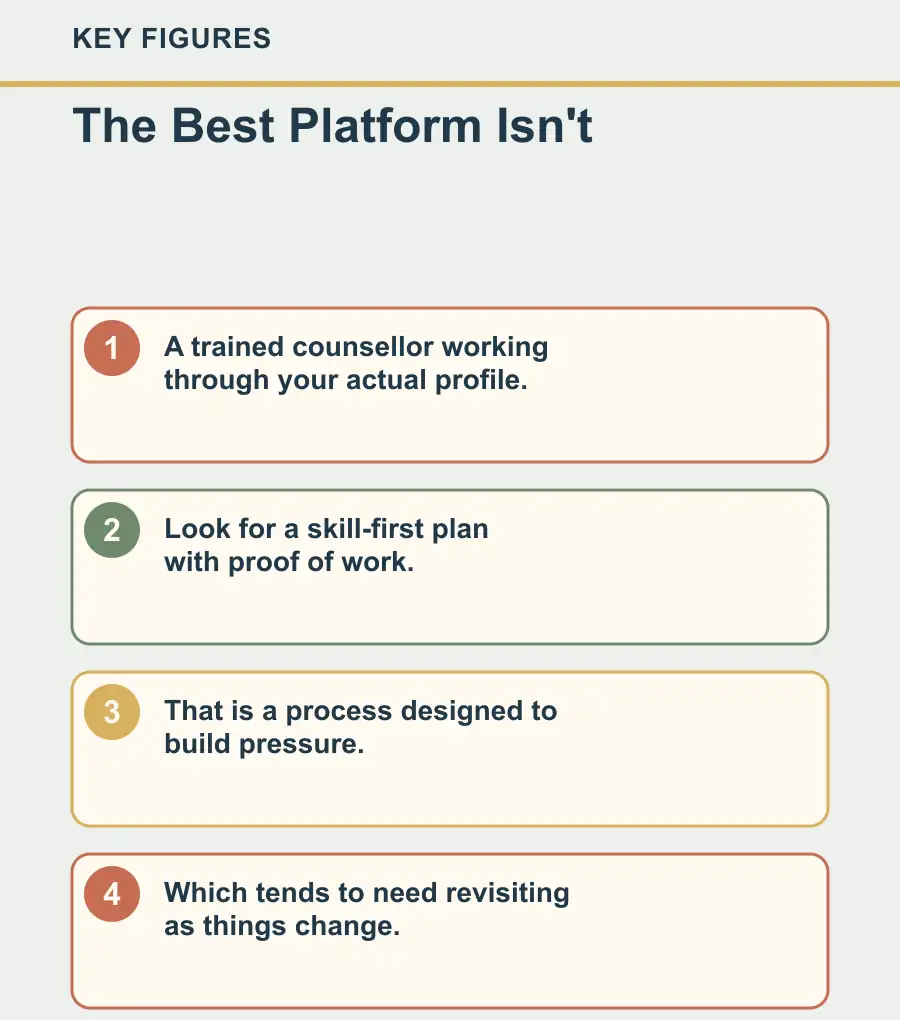 KEY FIGURES
The Best Platform Isn't
1
A trained counsellor working
through your actual profile.
2
Look for a skill-first plan
with proof of work.
3
That is a process designed to
build pressure.
4
Which tends to need revisiting
as things change.